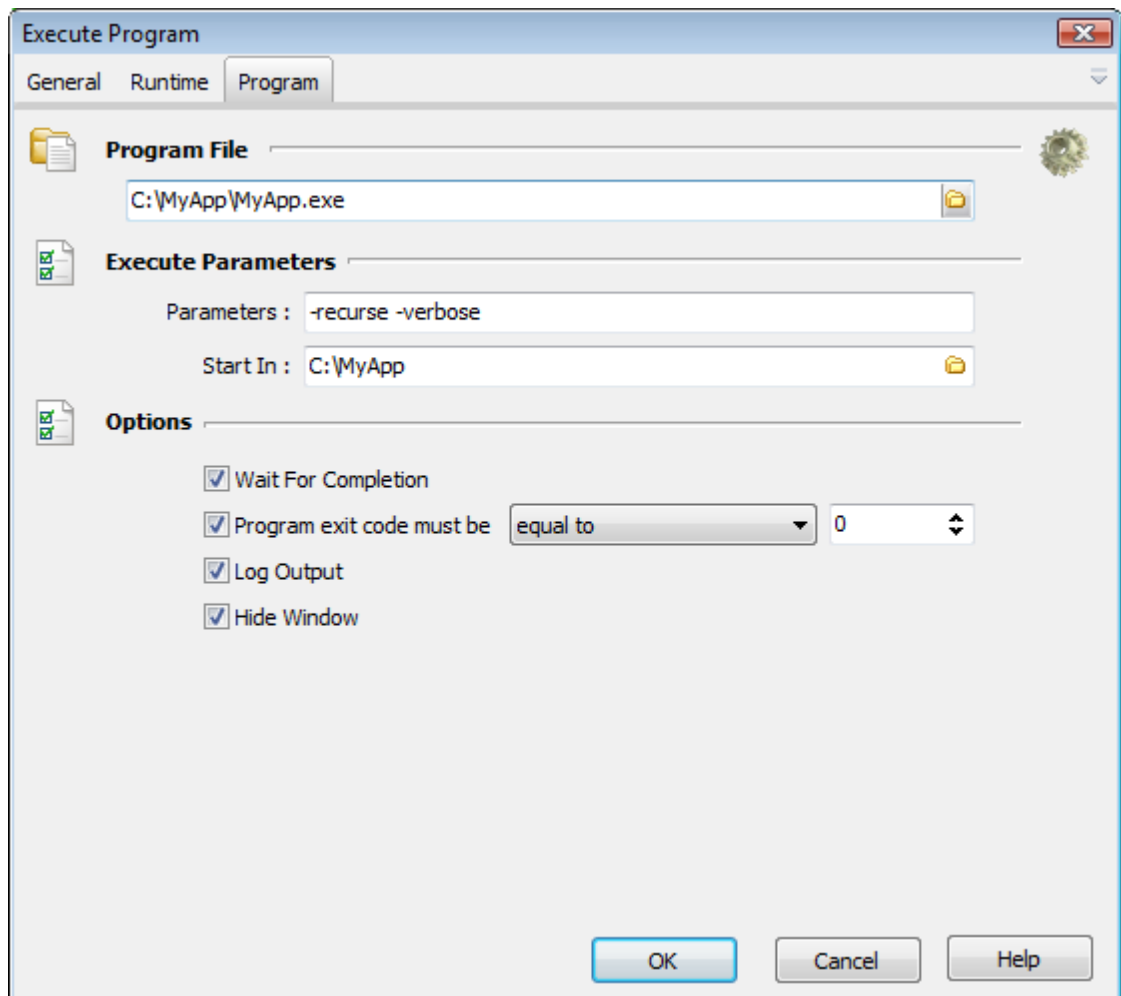 Execute Program
General Runtime Program
Program File
C:\MyApp\MyApp.exe
Execute Parameters
Parameters : -recurse -verbose
Start In : C:\MyApp
Options
Wait For Completion
Program exit code must be equal to 0
Log Output
Hide Window
OK Cancel Help